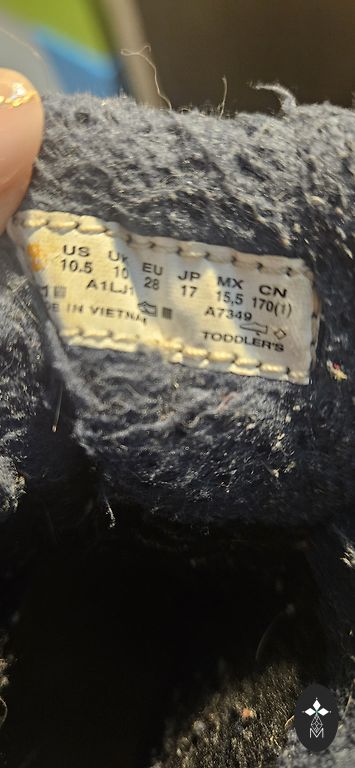 US UK EU JP MX CN
10.5 10 28 17 15,5 170(1)
A1LJ1 A7349
DE IN VIETNAM
TODDLER'S
M